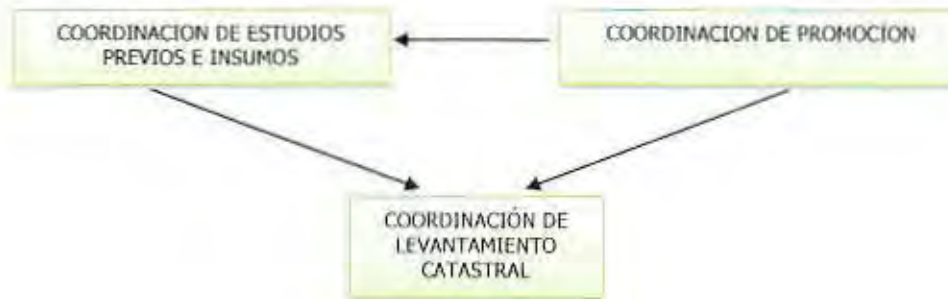 COORDINACION DE ESTUDIOS
PREVIOS E INSUMOS
COORDINACION DE PROMOCION
COORDINACIÓN DE
LEVANTAMIENTO
CATASTRAL